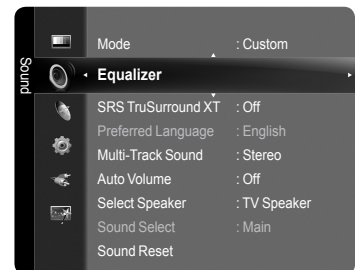 Sound
Mode : Custom
Equalizer
SRS TruSurround XT : Off
Preferred Language : English
Multi-Track Sound : Stereo
Auto Volume : Off
Select Speaker : TV Speaker
Sound Select : Main
Sound Reset